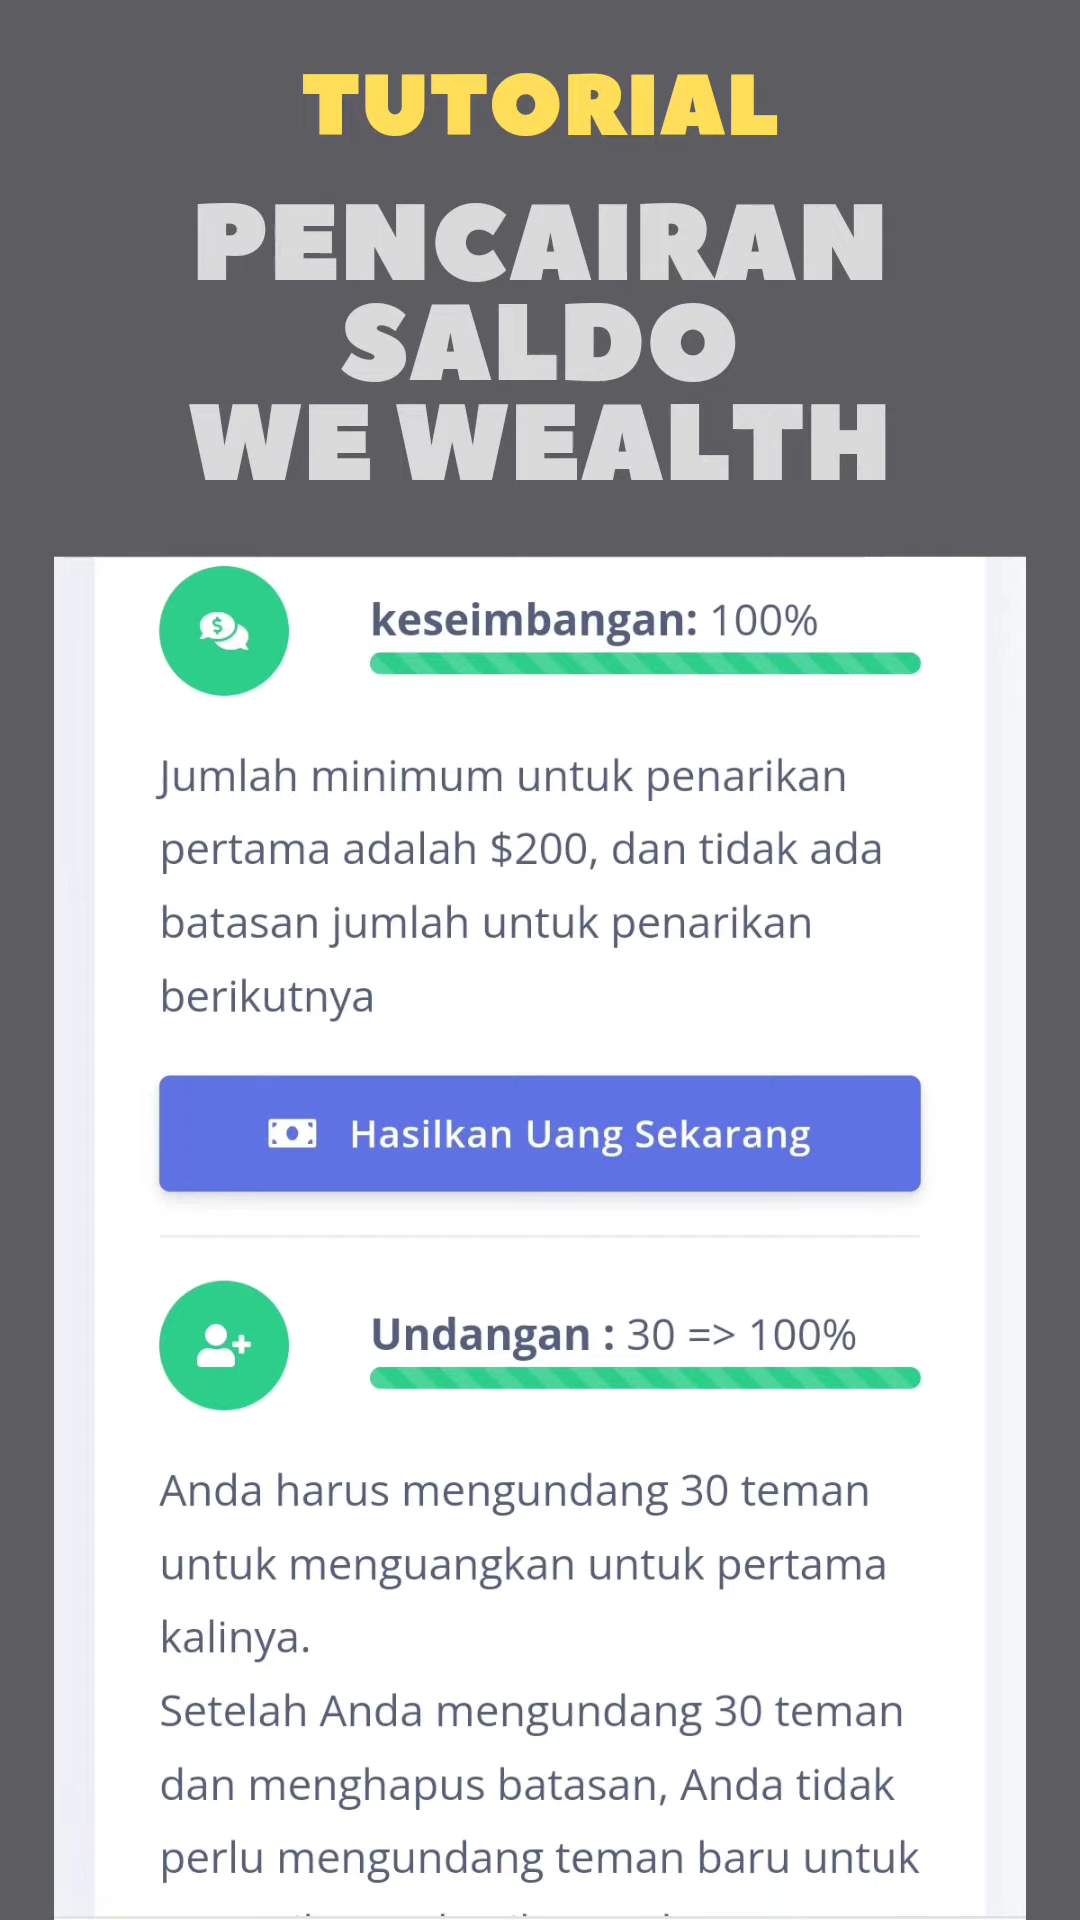 TUTORIAL
PENCAIRAN
SALDO
WE WEALTH
keseimbangan: 100%
Jumlah minimum untuk penarikan
pertama adalah $200, dan tidak ada
batasan jumlah untuk penarikan
berikutnya
Hasilkan Uang Sekarang
Undangan : 30 => 100%
Anda harus mengundang 30 teman
untuk menguangkan untuk pertama
kalinya.
Setelah Anda mengundang 30 teman
dan menghapus batasan, Anda tidak
perlu mengundang teman baru untuk